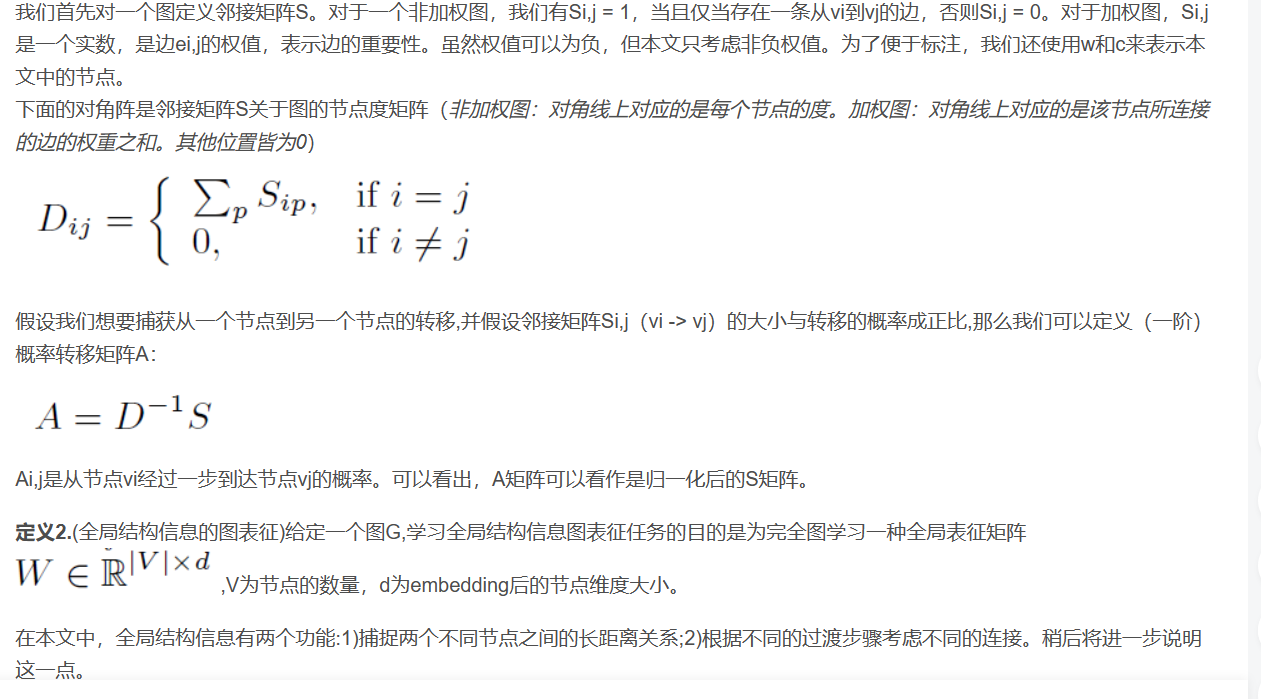 我们首先对一个图定义邻接矩阵S。对于一个非加权图，我们有Si,j = 1，当且仅当存在一条从vi到vj的边，否则Si,j = 0。对于加权图，Si,j
是一个实数，是边ei,j的权值，表示边的重要性。虽然权值可以为负，但本文只考虑非负权值。为了便于标注，我们还使用w和c来表示本
文中的节点。
下面的对角阵是邻接矩阵S关于图的节点度矩阵（非加权图：对角线上对应的是每个节点的度。加权图：对角线上对应的是该节点所连接
的边的权重之和。其他位置皆为0）
D_{ij} = { ∑_p S_{ip}, if i = j
0, if i ≠ j
假设我们想要捕获从一个节点到另一个节点的转移,并假设邻接矩阵Si,j（vi -> vj）的大小与转移的概率成正比,那么我们可以定义（一阶）
概率转移矩阵A：
A = D^{-1}S
Ai,j是从节点vi经过一步到达节点vj的概率。可以看出，A矩阵可以看作是归一化后的S矩阵。
定义2.(全局结构信息的图表征)给定一个图G,学习全局结构信息图表征任务的目的是为完全图学习一种全局表征矩阵
W ∈ ℝ^{|V|×d} ,V为节点的数量，d为embedding后的节点维度大小。
在本文中，全局结构信息有两个功能:1)捕捉两个不同节点之间的长距离关系;2)根据不同的过渡步骤考虑不同的连接。稍后将进一步说明
这一点。